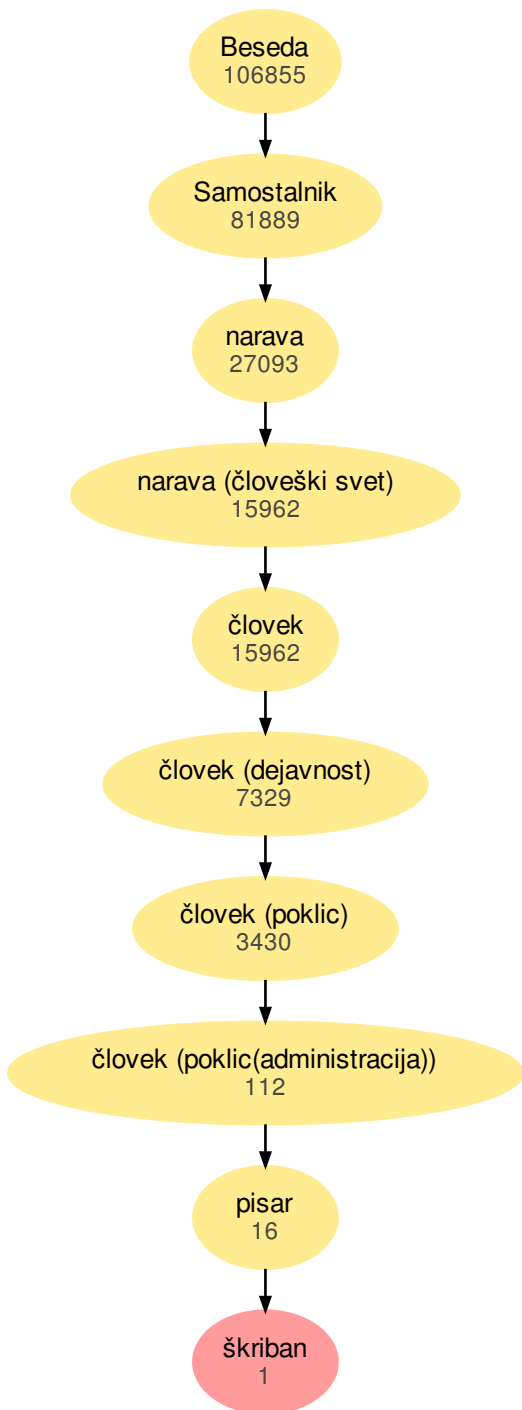 Beseda
106855
Samostalnik
81889
narava
27093
narava (človeški svet)
15962
človek
15962
človek (dejavnost)
7329
človek (poklic)
3430
človek (poklic(administracija))
112
pisar
16
škriban
1